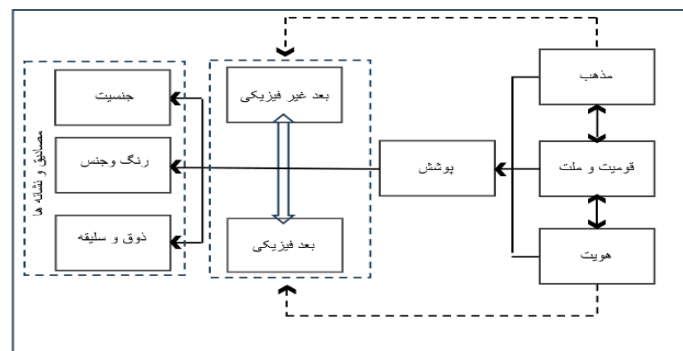 مذهب
قومیت و ملت
هویت
پوشش
بعد غیر فیزیکی
بعد فیزیکی
جنسیت
رنگ وجنس
ذوق و سلیقه
مصادیق و نشانه ها